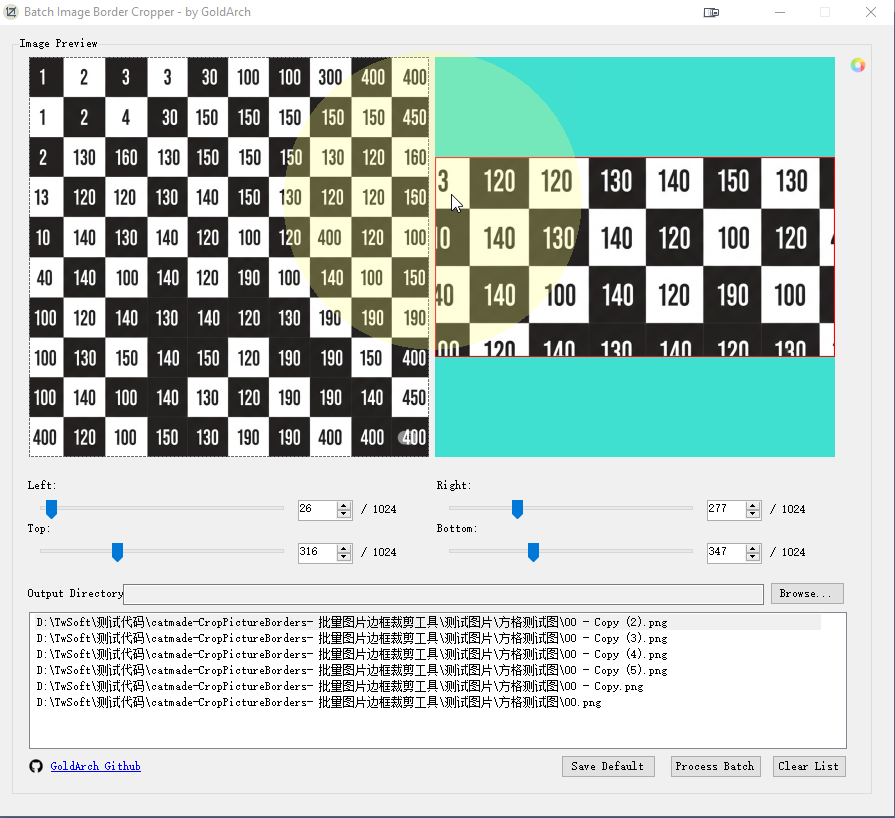 Batch Image Border Cropper - by GoldArch
Image Preview
1 2 3 3 30 100 100 300 400 400
1 2 4 30 150 150 150 150 150 450
2 130 160 130 150 150 150 130 120 160
13 120 120 130 140 150 130 120 120 150
10 140 130 140 120 100 120 400 120 100
40 140 100 140 120 190 100 140 100 150
100 120 140 130 140 120 130 190 190 190
100 130 150 140 150 120 190 190 150 400
100 140 100 140 130 120 190 190 140 450
400 120 100 150 130 190 190 400 400 400
3 120 120 130 140 150 130
0 140 130 140 120 100 120
40 140 100 140 120 190 100
00 120 140 130 140 120 130
Left: 26 / 1024
Right: 277 / 1024
Top: 316 / 1024
Bottom: 347 / 1024
Output Directory Browse...
D:\TwSoft\测试代码\catmade-CropPictureBorders- 批量图片边框裁剪工具\测试图片\方格测试图\00 - Copy (2).png
D:\TwSoft\测试代码\catmade-CropPictureBorders- 批量图片边框裁剪工具\测试图片\方格测试图\00 - Copy (3).png
D:\TwSoft\测试代码\catmade-CropPictureBorders- 批量图片边框裁剪工具\测试图片\方格测试图\00 - Copy (4).png
D:\TwSoft\测试代码\catmade-CropPictureBorders- 批量图片边框裁剪工具\测试图片\方格测试图\00 - Copy (5).png
D:\TwSoft\测试代码\catmade-CropPictureBorders- 批量图片边框裁剪工具\测试图片\方格测试图\00 - Copy.png
D:\TwSoft\测试代码\catmade-CropPictureBorders- 批量图片边框裁剪工具\测试图片\方格测试图\00.png
GoldArch Github
Save Default Process Batch Clear List